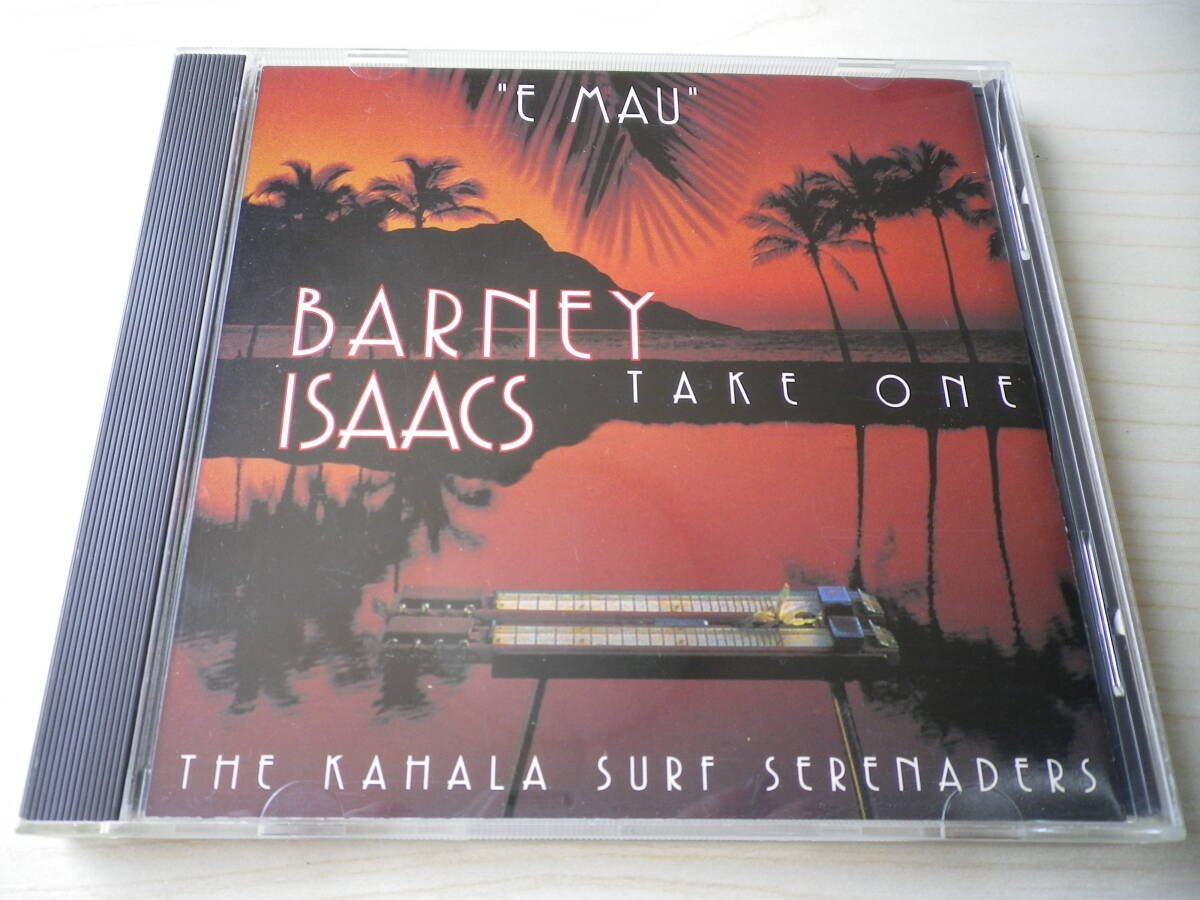 "E MAU"
BARNEY
ISAACS
TAKE ONE
THE KAHALA SURF SERENADERS